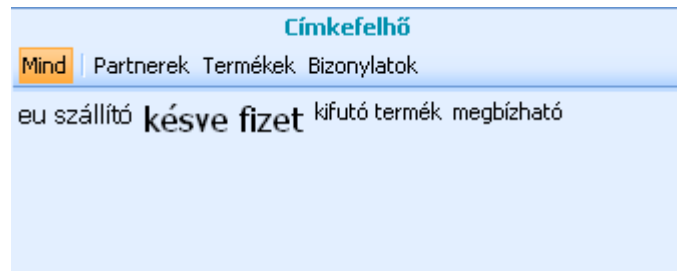 Címkefelhő
Mind Partnerek Termékek Bizonylatok
eu szállító késve fizet kifutó termék megbízható